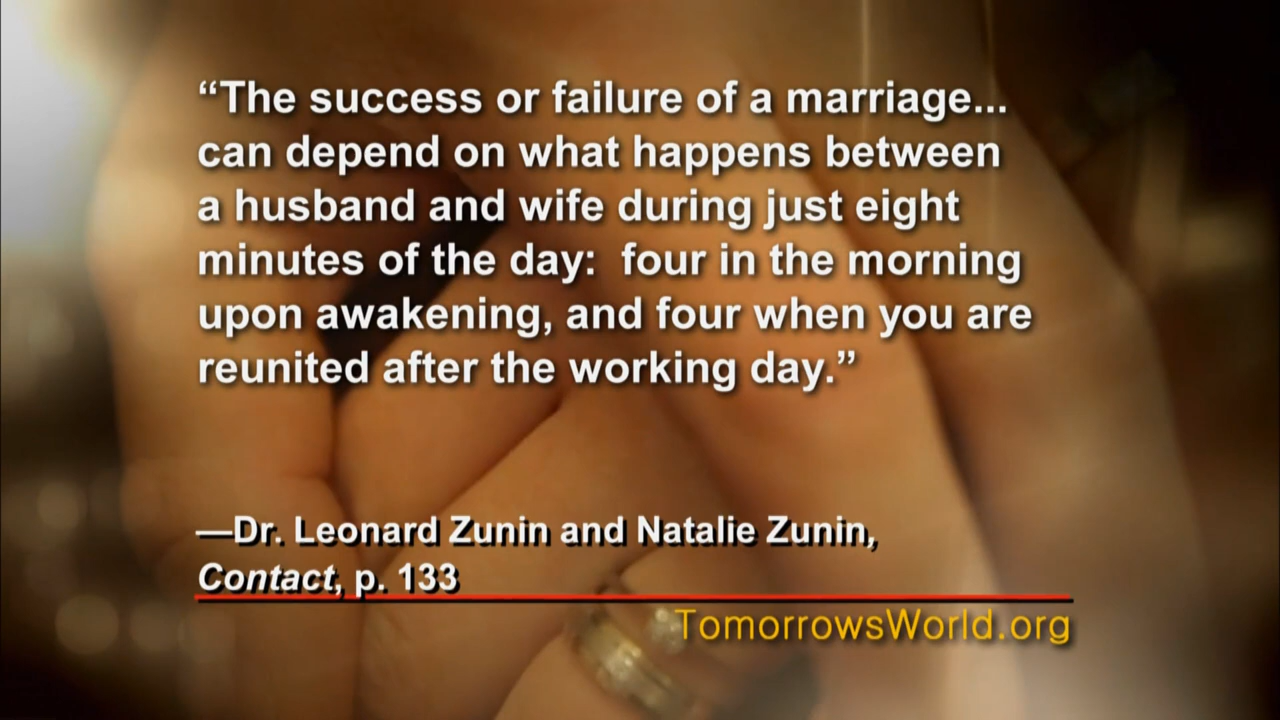 “The success or failure of a marriage...
can depend on what happens between
a husband and wife during just eight
minutes of the day:  four in the morning
upon awakening, and four when you are
reunited after the working day.”
—Dr. Leonard Zunin and Natalie Zunin,
Contact, p. 133
TomorrowsWorld.org